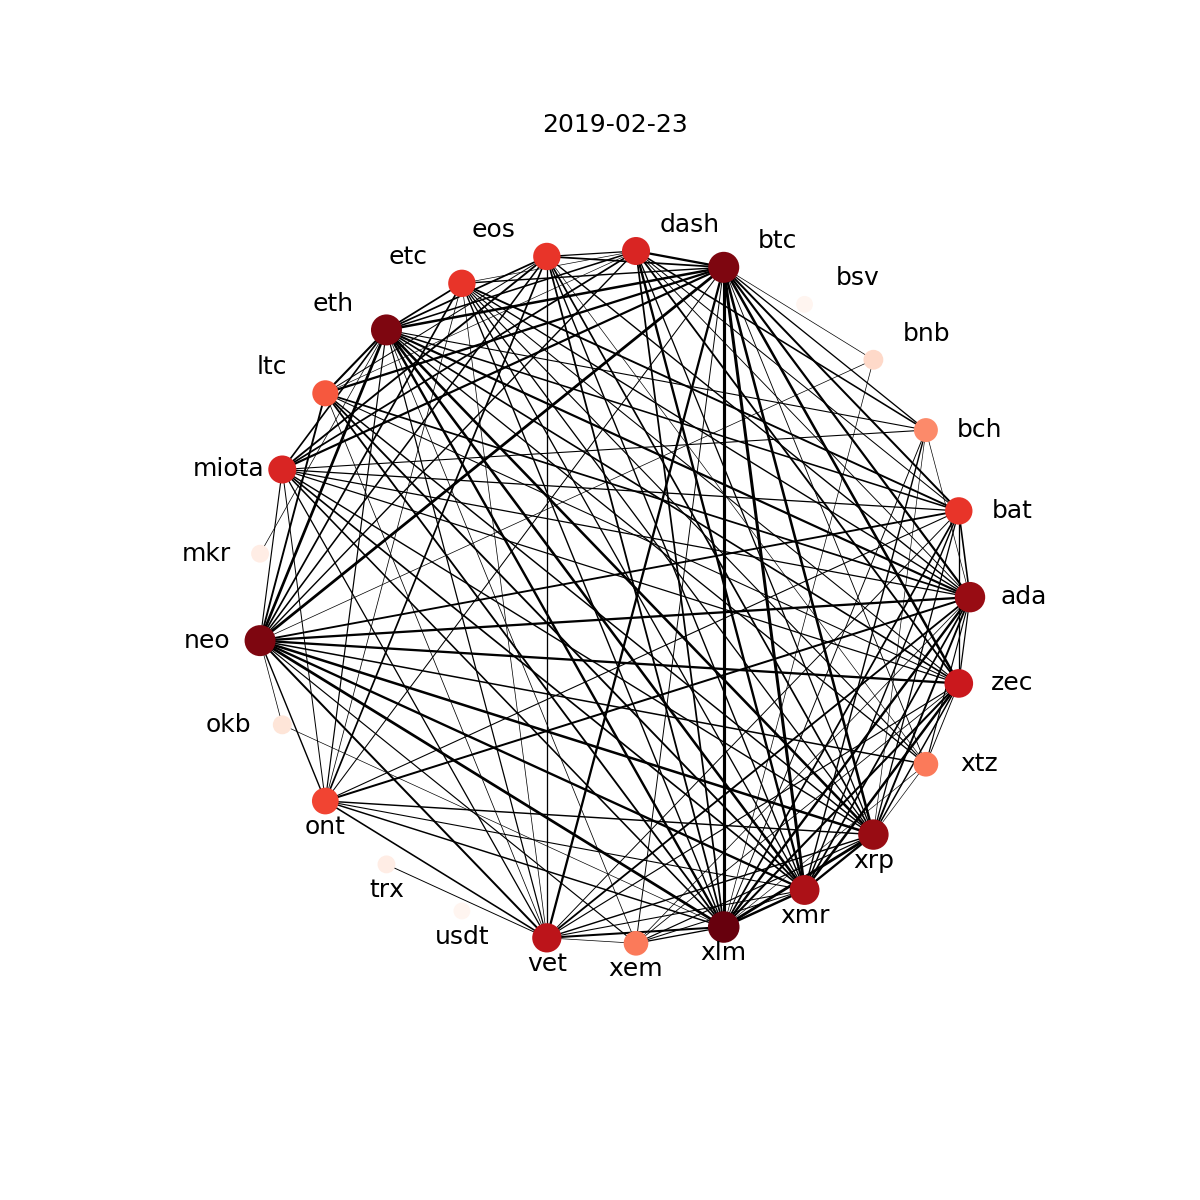 2019-02-23
dash
eos
btc
etc
bsv
eth
bnb
ltc
bch
miota
bat
mkr
ada
neo
zec
okb
xtz
ont
xrp
trx
xmr
usdt
xlm
vet
xem